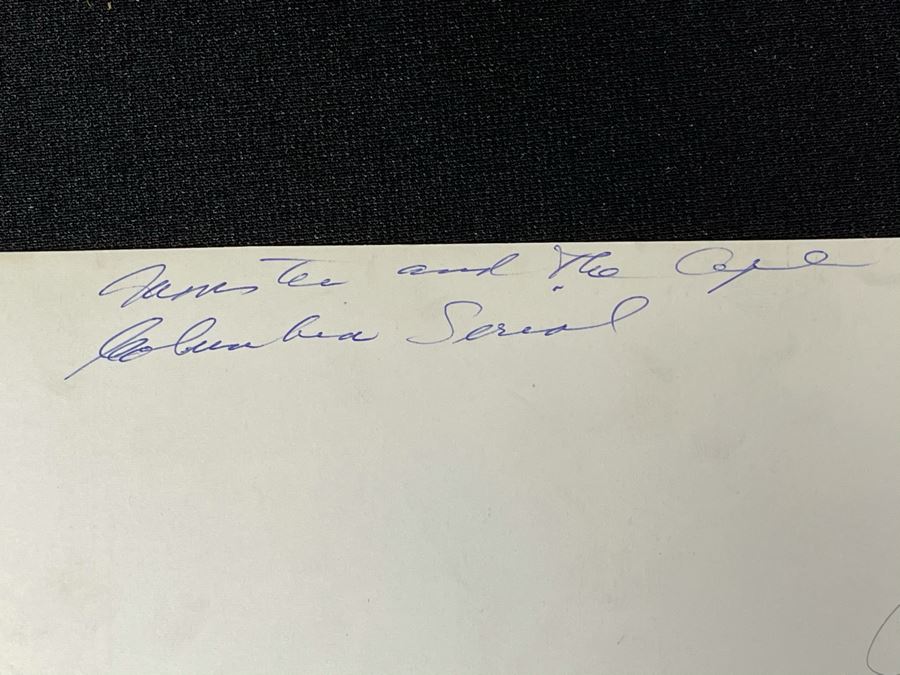 Monster and The Ape
Columbia Serial